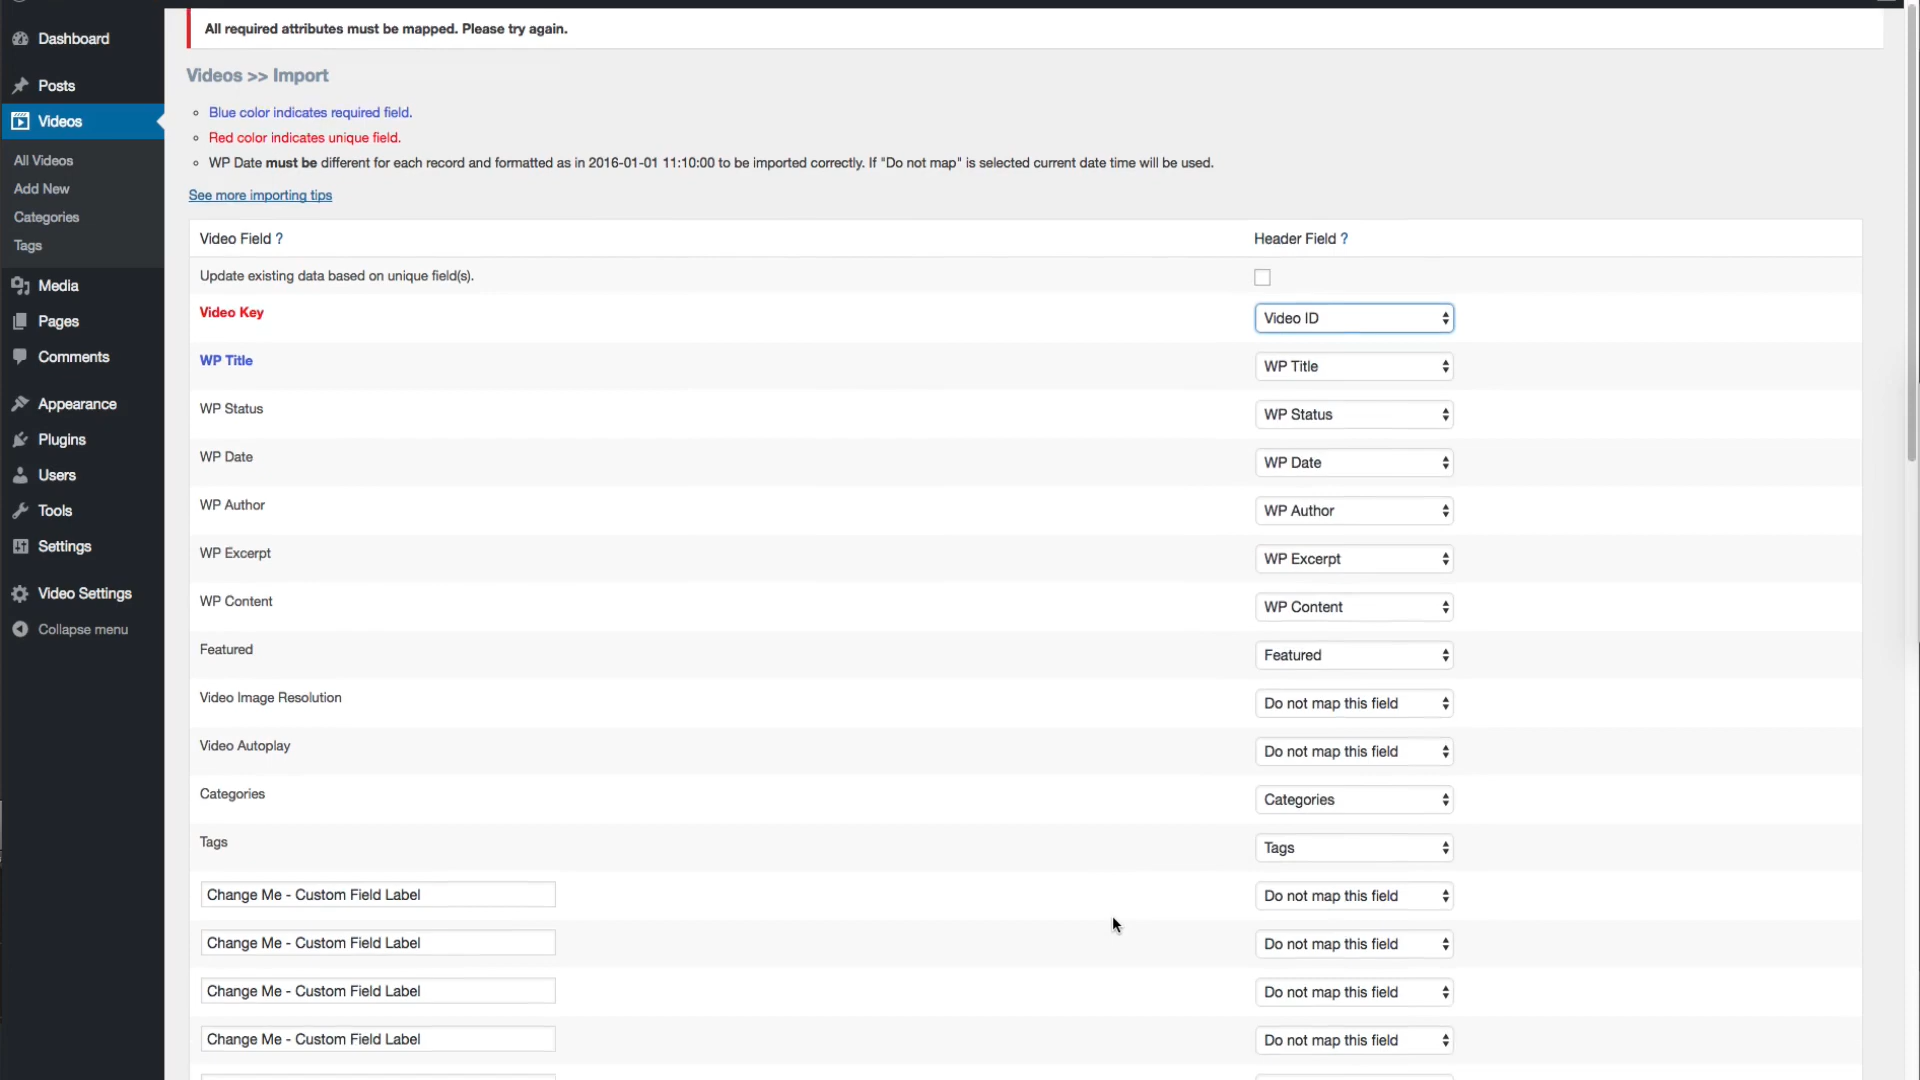 All required attributes must be mapped. Please try again.
Dashboard
Posts
Videos
All Videos
Add New
Categories
Tags
Media
Pages
Comments
Appearance
Plugins
Users
Tools
Settings
Video Settings
Collapse menu
Videos >> Import
Blue color indicates required field.
Red color indicates unique field.
WP Date must be different for each record and formatted as in 2016-01-01 11:10:00 to be imported correctly. If "Do not map" is selected current date time will be used.
See more importing tips
Video Field ? Header Field ?
Update existing data based on unique field(s).
Video Key Video ID
WP Title WP Title
WP Status WP Status
WP Date WP Date
WP Author WP Author
WP Excerpt WP Excerpt
WP Content WP Content
Featured Featured
Video Image Resolution Do not map this field
Video Autoplay Do not map this field
Categories Categories
Tags Tags
Change Me - Custom Field Label Do not map this field
Change Me - Custom Field Label Do not map this field
Change Me - Custom Field Label Do not map this field
Change Me - Custom Field Label Do not map this field